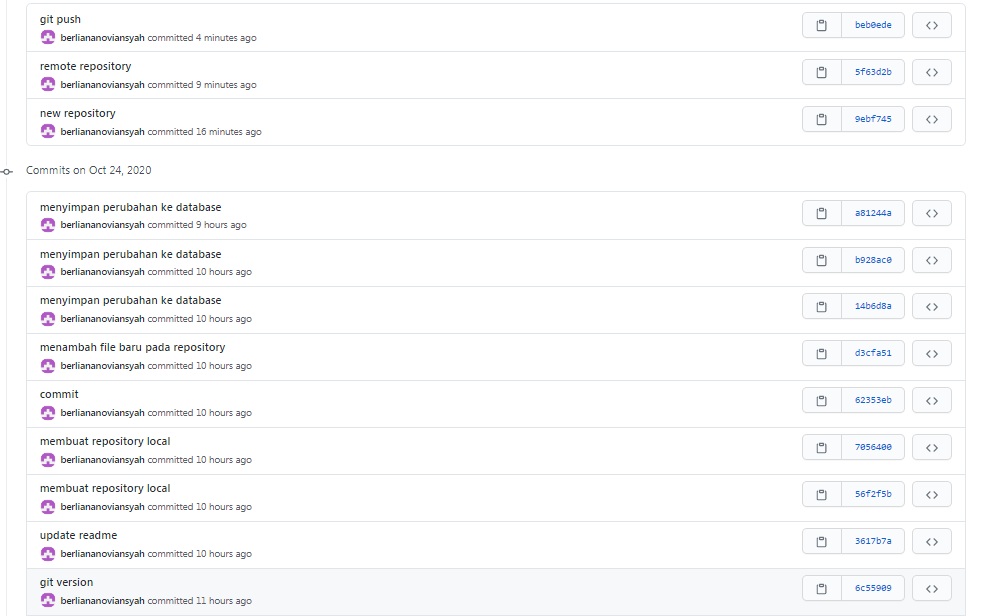 git push
beb0ede
berliananoviansyah committed 4 minutes ago
remote repository
5f63d2b
berliananoviansyah committed 9 minutes ago
new repository
9ebf745
berliananoviansyah committed 16 minutes ago
Commits on Oct 24, 2020
menyimpan perubahan ke database
a81244a
berliananoviansyah committed 9 hours ago
menyimpan perubahan ke database
b928ac0
berliananoviansyah committed 10 hours ago
menyimpan perubahan ke database
14b6d8a
berliananoviansyah committed 10 hours ago
menambah file baru pada repository
d3cfa51
berliananoviansyah committed 10 hours ago
commit
62353eb
berliananoviansyah committed 10 hours ago
membuat repository local
7056400
berliananoviansyah committed 10 hours ago
membuat repository local
56f2f5b
berliananoviansyah committed 10 hours ago
update readme
3617b7a
berliananoviansyah committed 10 hours ago
git version
6c55909
berliananoviansyah committed 11 hours ago